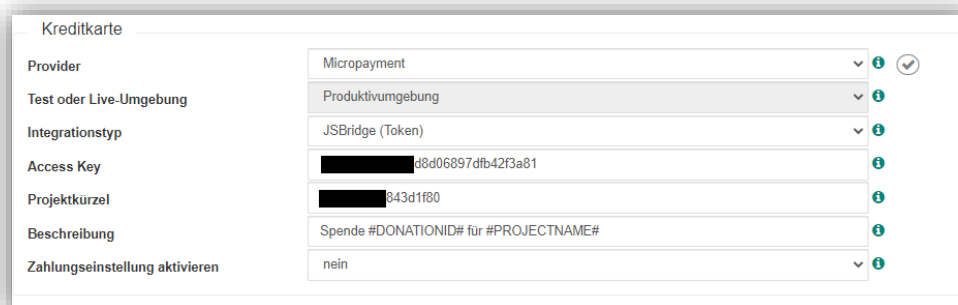 Kreditkarte
Provider Micropayment
Test oder Live-Umgebung Produktivumgebung
Integrationstyp JSBridge (Token)
Access Key d8d06897dfb42f3a81
Projektkürzel 843d1f80
Beschreibung Spende #DONATIONID# für #PROJECTNAME#
Zahlungseinstellung aktivieren nein